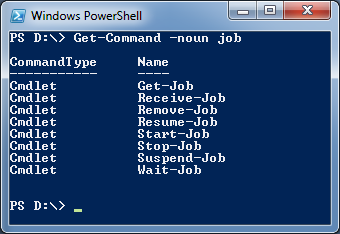 Windows PowerShell
PS D:\> Get-Command -noun job
CommandType Name
----------- ----
Cmdlet Get-Job
Cmdlet Receive-Job
Cmdlet Remove-Job
Cmdlet Resume-Job
Cmdlet Start-Job
Cmdlet Stop-Job
Cmdlet Suspend-Job
Cmdlet Wait-Job
PS D:\> _